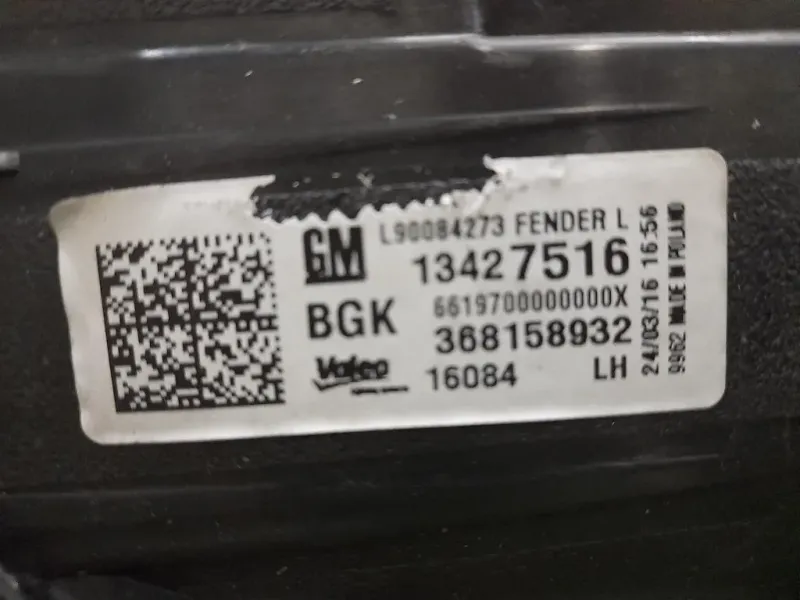 GM
L90084273 FENDER L
13427516
BGK
6619700000000X
368158932
Valeo
16084
LH
24/03/16 16:56
9962 MADE IN POLAND